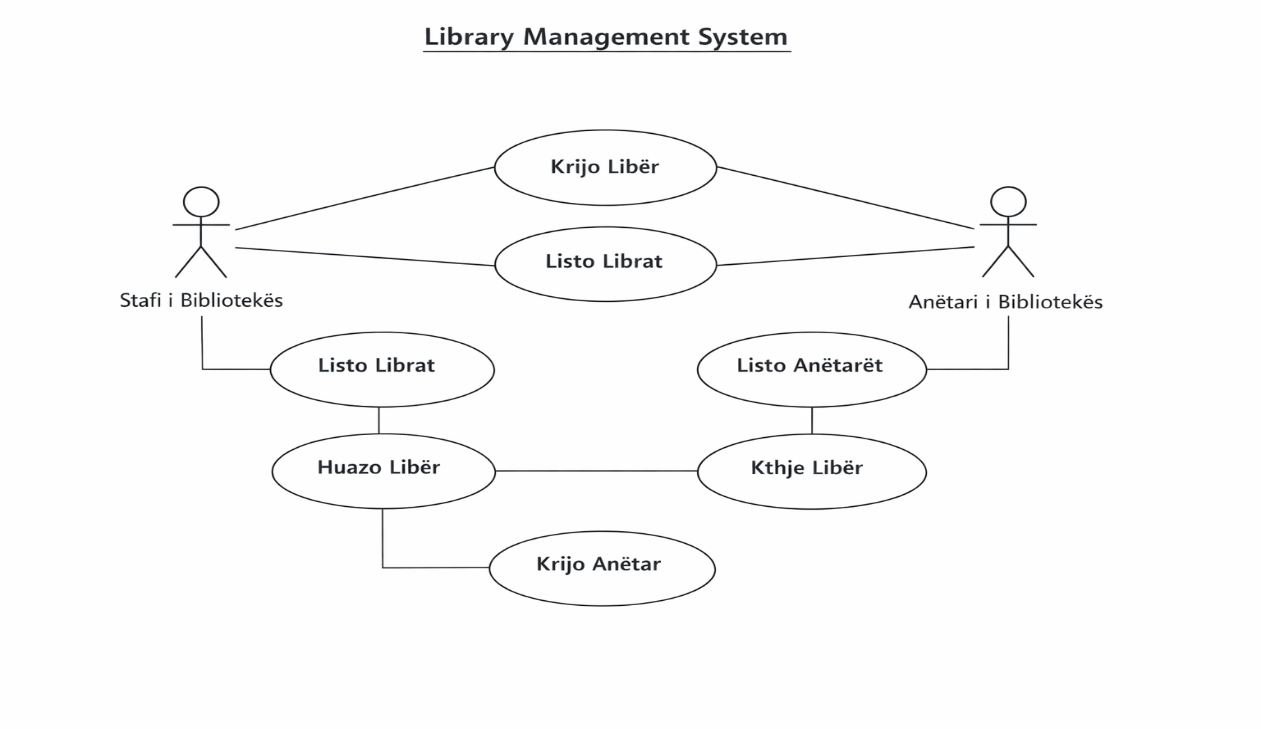 Library Management System
Krijo Libër
Listo Librat
Stafi i Bibliotekës
Anëtari i Bibliotekës
Listo Librat
Listo Anëtarët
Huazo Libër
Kthje Libër
Krijo Anëtar